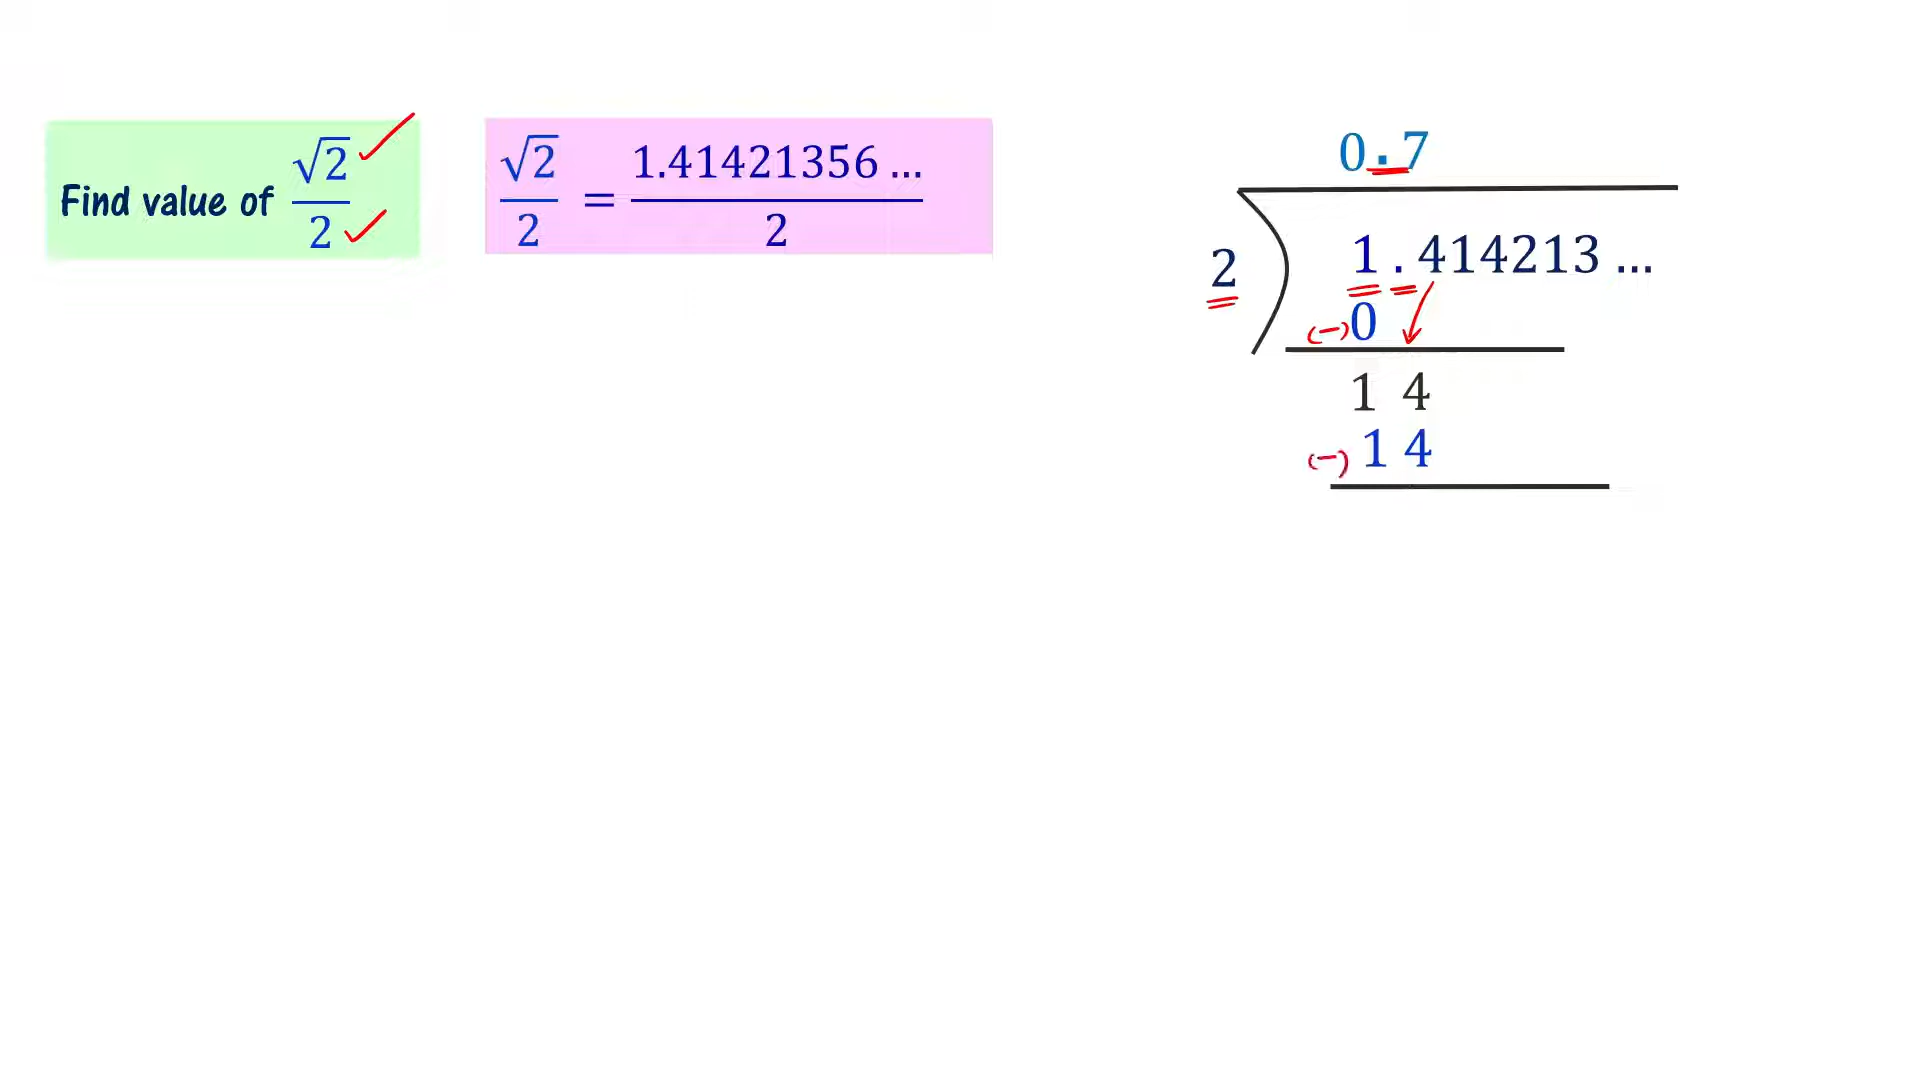 Find value of √2/2
√2/2 = 1.41421356 .../2
0.7
2 1.414213 ...
(−) 0
1 4
(−) 1 4